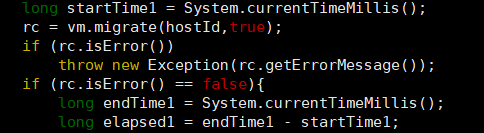 long startTime1 = System.currentTimeMillis();
rc = vm.migrate(hostId,true);
if (rc.isError())
throw new Exception(rc.getErrorMessage());
if (rc.isError() == false){
long endTime1 = System.currentTimeMillis();
long elapsed1 = endTime1 - startTime1;